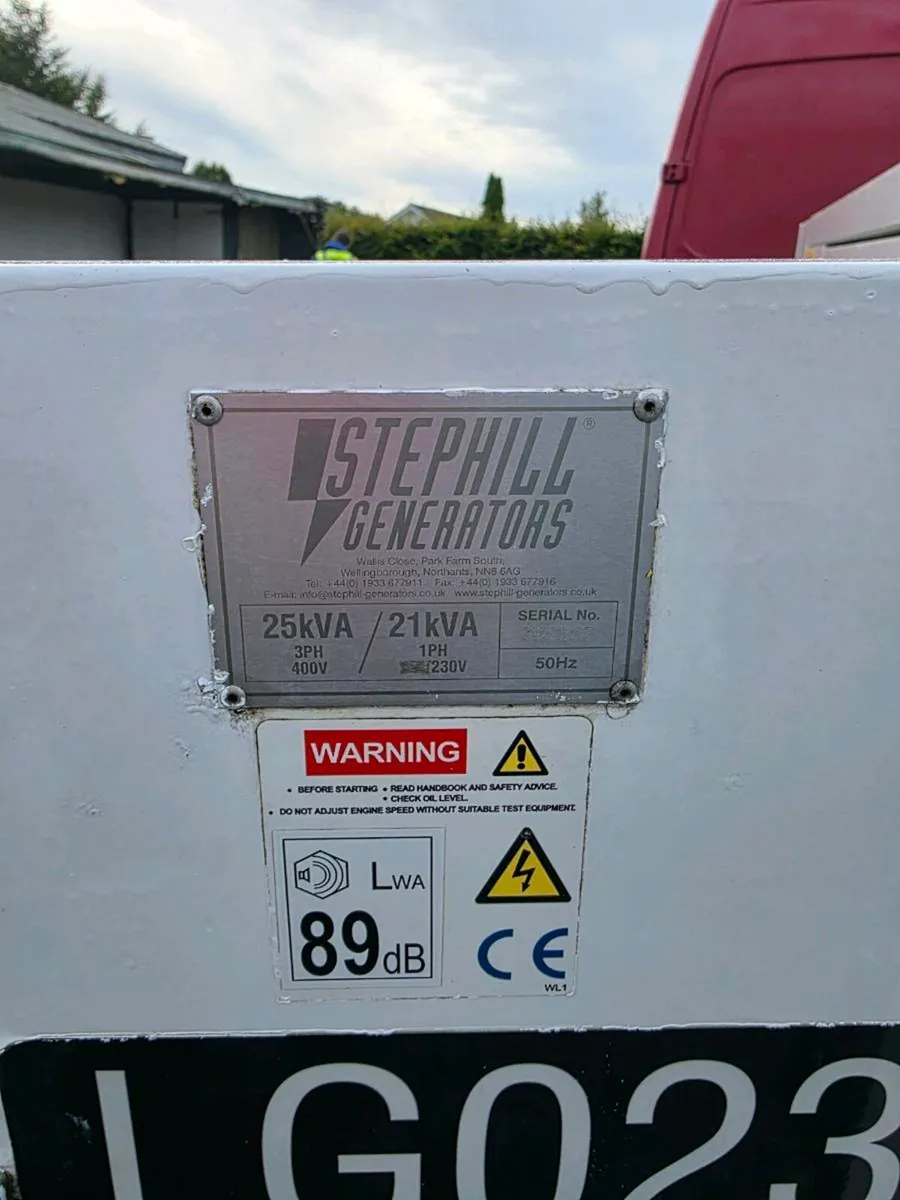 STEPHILL®
GENERATORS
Wallis Close, Park Farm South,
Wellingborough, Northants, NN8 6AG
Tel: +44(0) 1933 677911 Fax: +44(0) 1933 677916
E-mail: info@stephill-generators.co.uk www.stephill-generators.co.uk
25kVA / 21kVA
3PH 1PH
400V /230V
SERIAL No.
50Hz
WARNING
• BEFORE STARTING • READ HANDBOOK AND SAFETY ADVICE.
• CHECK OIL LEVEL.
• DO NOT ADJUST ENGINE SPEED WITHOUT SUITABLE TEST EQUIPMENT.
LWA
89dB
CE
WL1
LG023